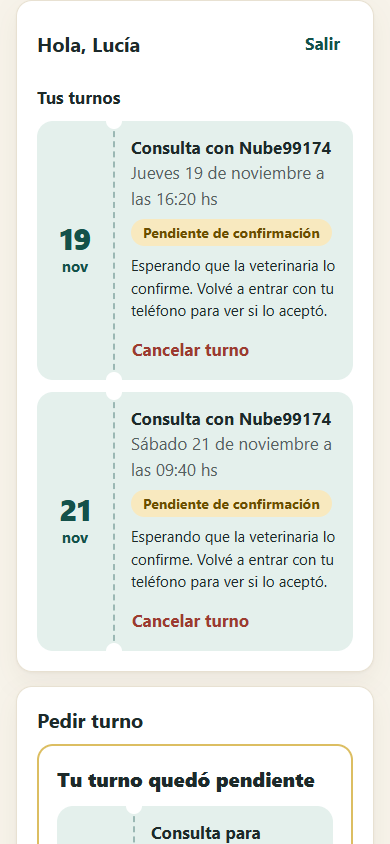 Hola, Lucía
Salir
Tus turnos
19
nov
Consulta con Nube99174
Jueves 19 de noviembre a
las 16:20 hs
Pendiente de confirmación
Esperando que la veterinaria lo
confirme. Volvé a entrar con tu
teléfono para ver si lo aceptó.
Cancelar turno
21
nov
Consulta con Nube99174
Sábado 21 de noviembre a
las 09:40 hs
Pendiente de confirmación
Esperando que la veterinaria lo
confirme. Volvé a entrar con tu
teléfono para ver si lo aceptó.
Cancelar turno
Pedir turno
Tu turno quedó pendiente
Consulta para